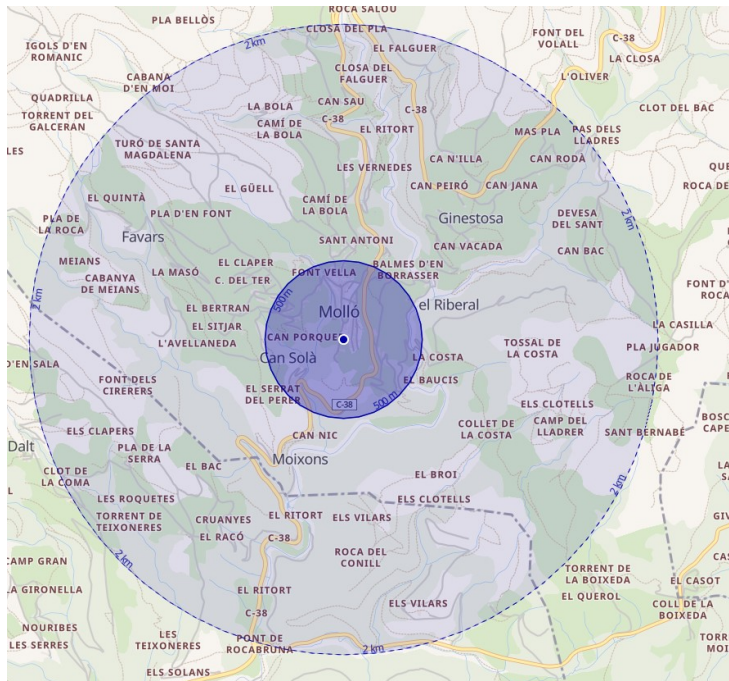 ROCA SALOU
PLA BELLÒS
CLOSA DEL PLA
2 km
EL FALGUER
FONT DEL
VOLALL
C-38
IGOLS D'EN
ROMANIC
LA CLOSA
CLOSA DEL
FALGUER
L'OLIVER
CABANA
D'EN MOI
QUADRILLA
LA BOLA
CAN SAU
C-38
CLOT DEL BAC
TORRENT DEL
GALCERAN
C-38
CAMÍ DE
LA BOLA
EL RITORT
MAS PLA
PAS DELS
LLADRES
LES
TURÓ DE SANTA
MAGDALENA
LES VERNEDES
CA N'ILLA
CAN RODÀ
QUE
ROCA DE
EL GÜELL
CAN PEIRÓ
CAN JANA
EL QUINTÀ
CAMÍ DE
LA BOLA
PLA D'EN FONT
Ginestosa
DEVESA
DEL SANT
2 km
PLA DE
LA ROCA
Favars
SANT ANTONI
CAN VACADA
CAN BAC
MEIANS
EL CLAPER
BALMES D'EN
BORRASSER
LA MASÓ
C. DEL TER
FONT VELLA
CABANYA
DE MEIANS
FONT D'
ROCA
2 km
500 m
EL BERTRAN
Molló
el Riberal
EL SITJAR
LA CASILLA
L'AVELLANEDA
CAN PORQUE
TOSSAL DE
LA COSTA
PLA JUGADOR
D'EN SALA
Can Solà
LA COSTA
FONT DELS
CIRERERS
EL BAUCIS
ROCA DE
L'ÀLIGA
EL SERRAT
DEL PERER
C-38
500 m
EL CLOTELLS
BOSC
CAPE
ELS CLAPERS
CAN NIC
COLLET DE
LA COSTA
CAMP DEL
LLADRER
SANT BERNABÉ
Dalt
PLA DE LA
SERRA
Moixons
EL BAC
CLOT DE
LA COMA
EL BROI
2 km
LES ROQUETES
ELS CLOTELLS
TORRENT DE
TEIXONERES
CRUANYES
EL RITORT
ELS VILARS
EL RACÓ
C-38
GIV
2 km
ROCA DEL
CONILL
CAMP GRAN
TORRENT DE
LA BOIXEDA
CAS
EL CASOT
LA GIRONELLA
EL RITORT
EL QUEROL
ELS VILARS
COLL DE LA
BOIXEDA
C-38
NOURIBES
LES SERRES
LES
TEIXONERES
PONT DE
ROCABRUNA
2 km
TORR
MOI
ELS SOLANS